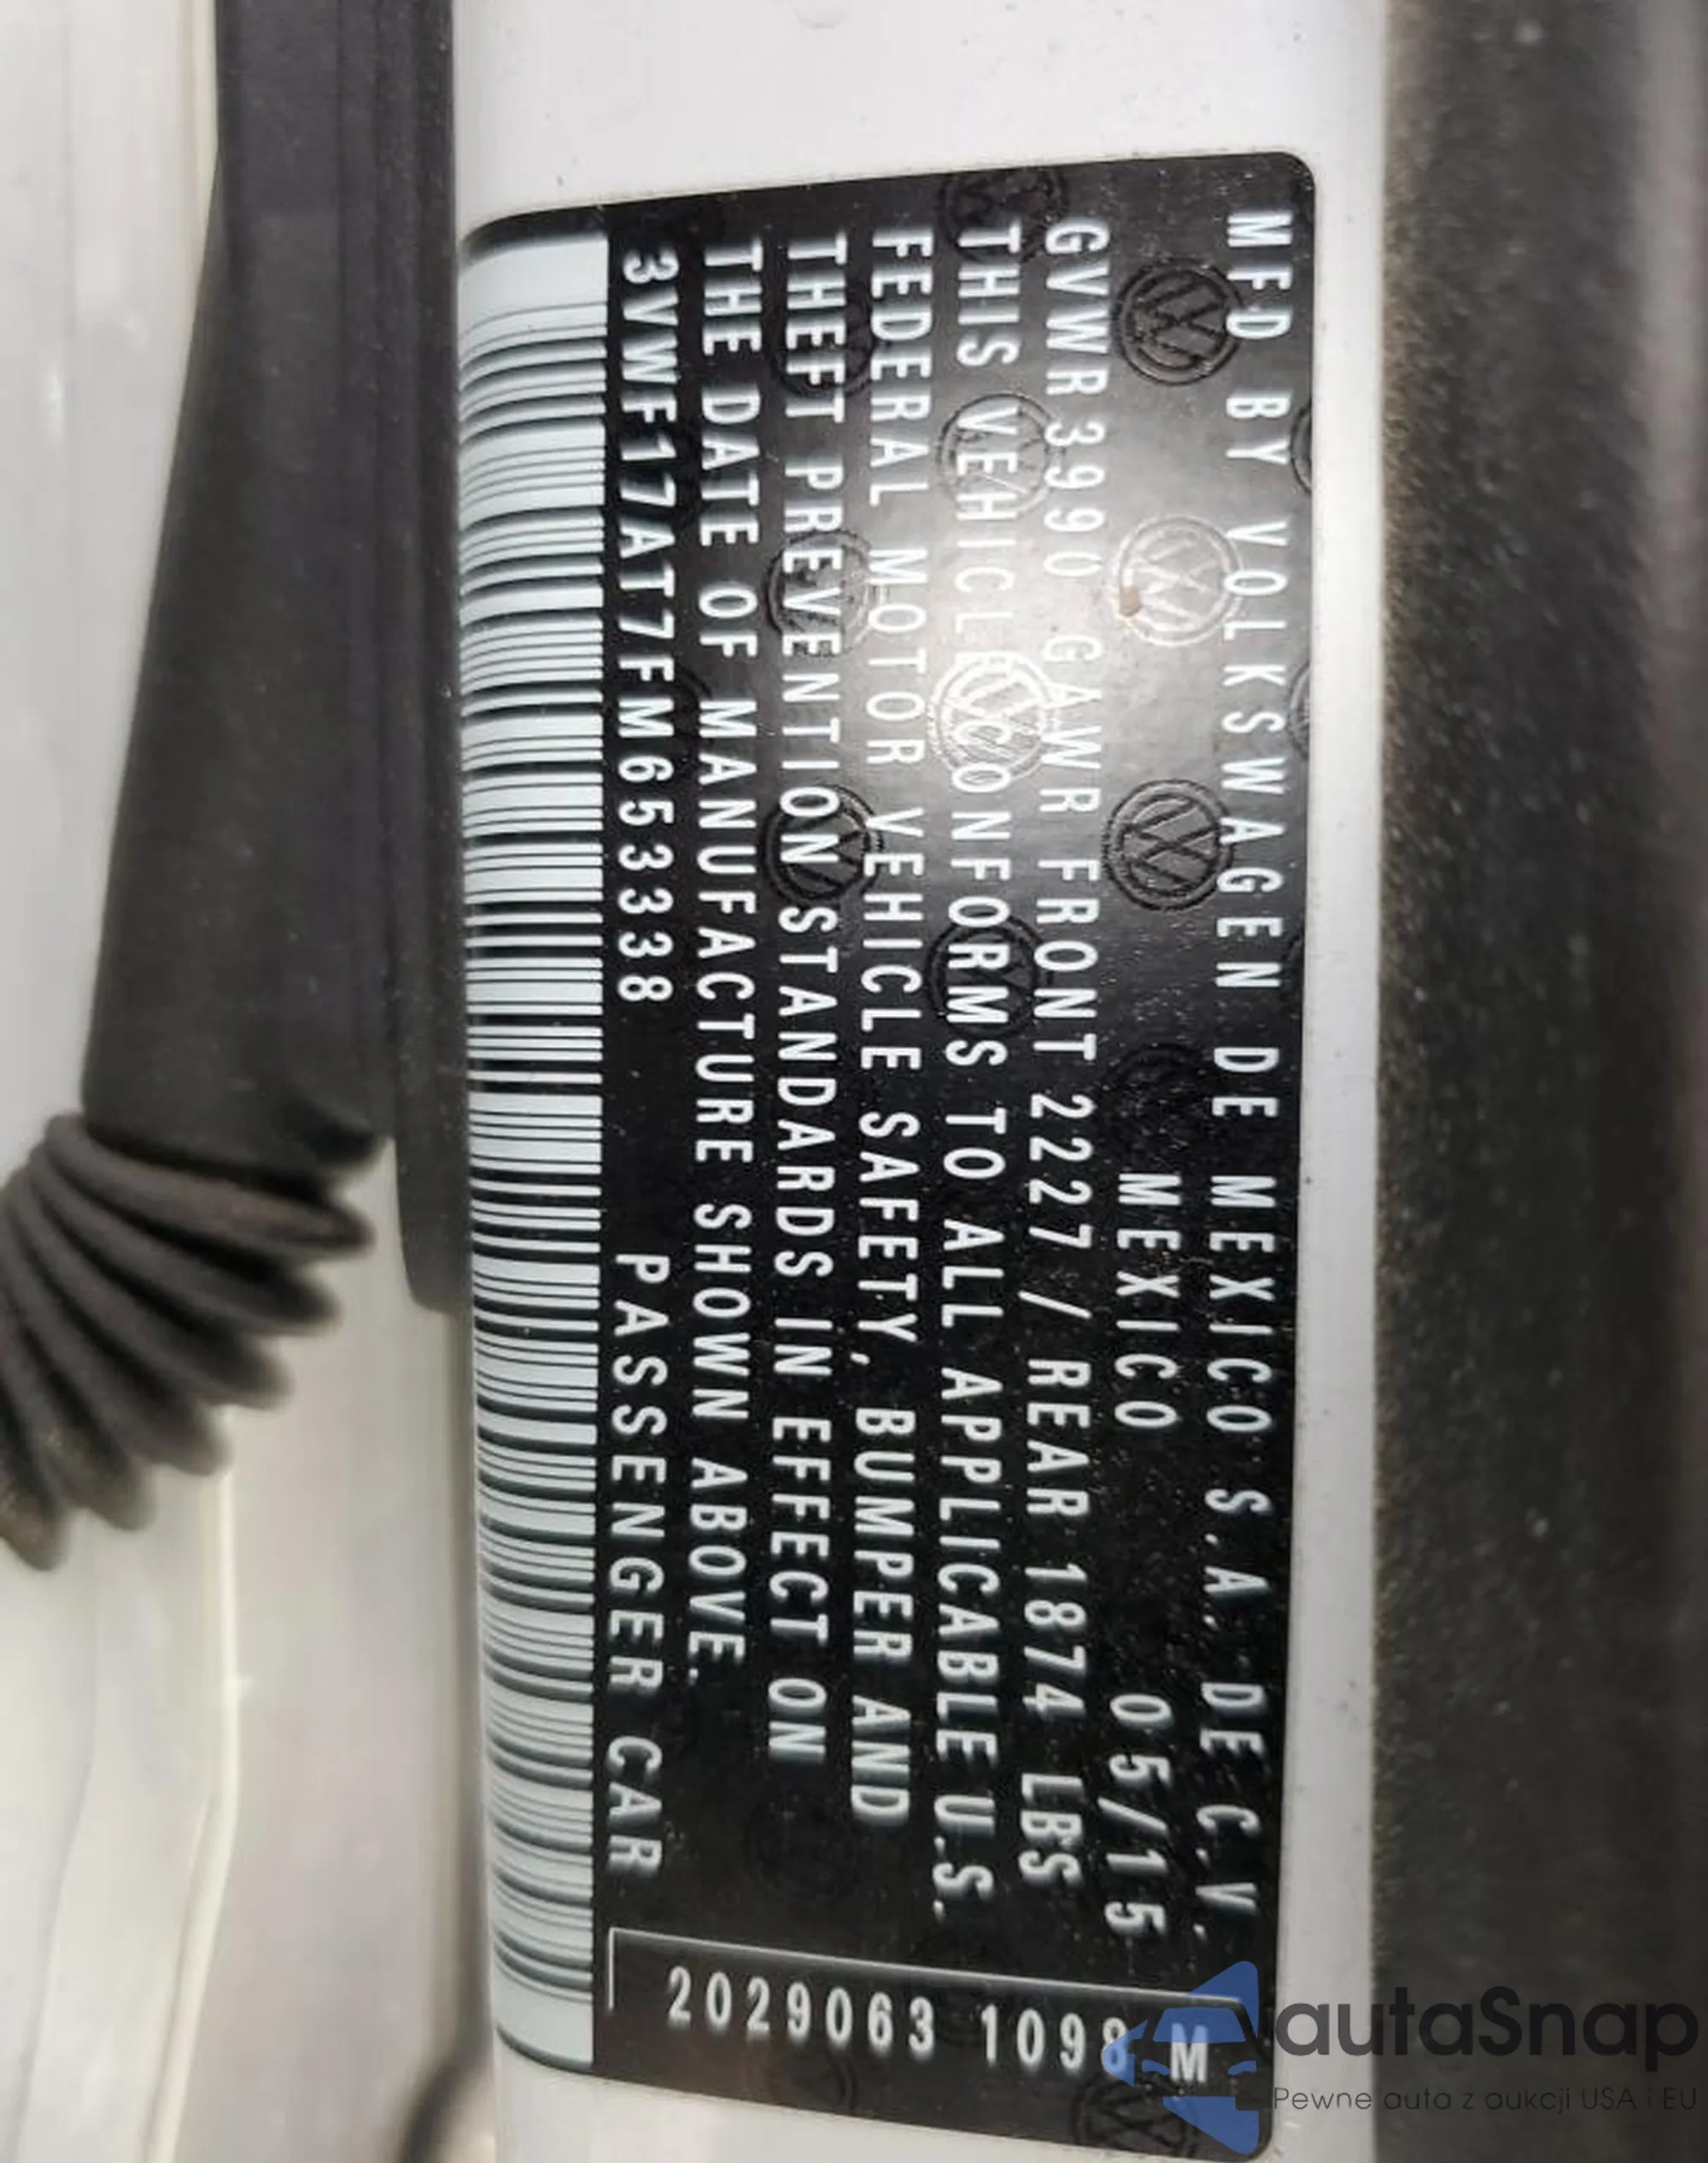 MFD BY VOLKSWAGEN DE MEXICO S.A. DE C.V.
MEXICO 05/15
GVWR3990 GAWR FRONT 2227 / REAR 1874 LBS
THIS VEHICLE CONFORMS TO ALL APPLICABLE U.S.
FEDERAL MOTOR VEHICLE SAFETY, BUMPER AND
THEFT PREVENTION STANDARDS IN EFFECT ON
THE DATE OF MANUFACTURE SHOWN ABOVE.
3VWF17AT7FM653338 PASSENGER CAR
2029063 1098 M
autaSnap
Pewne auta z aukcji USA i EU